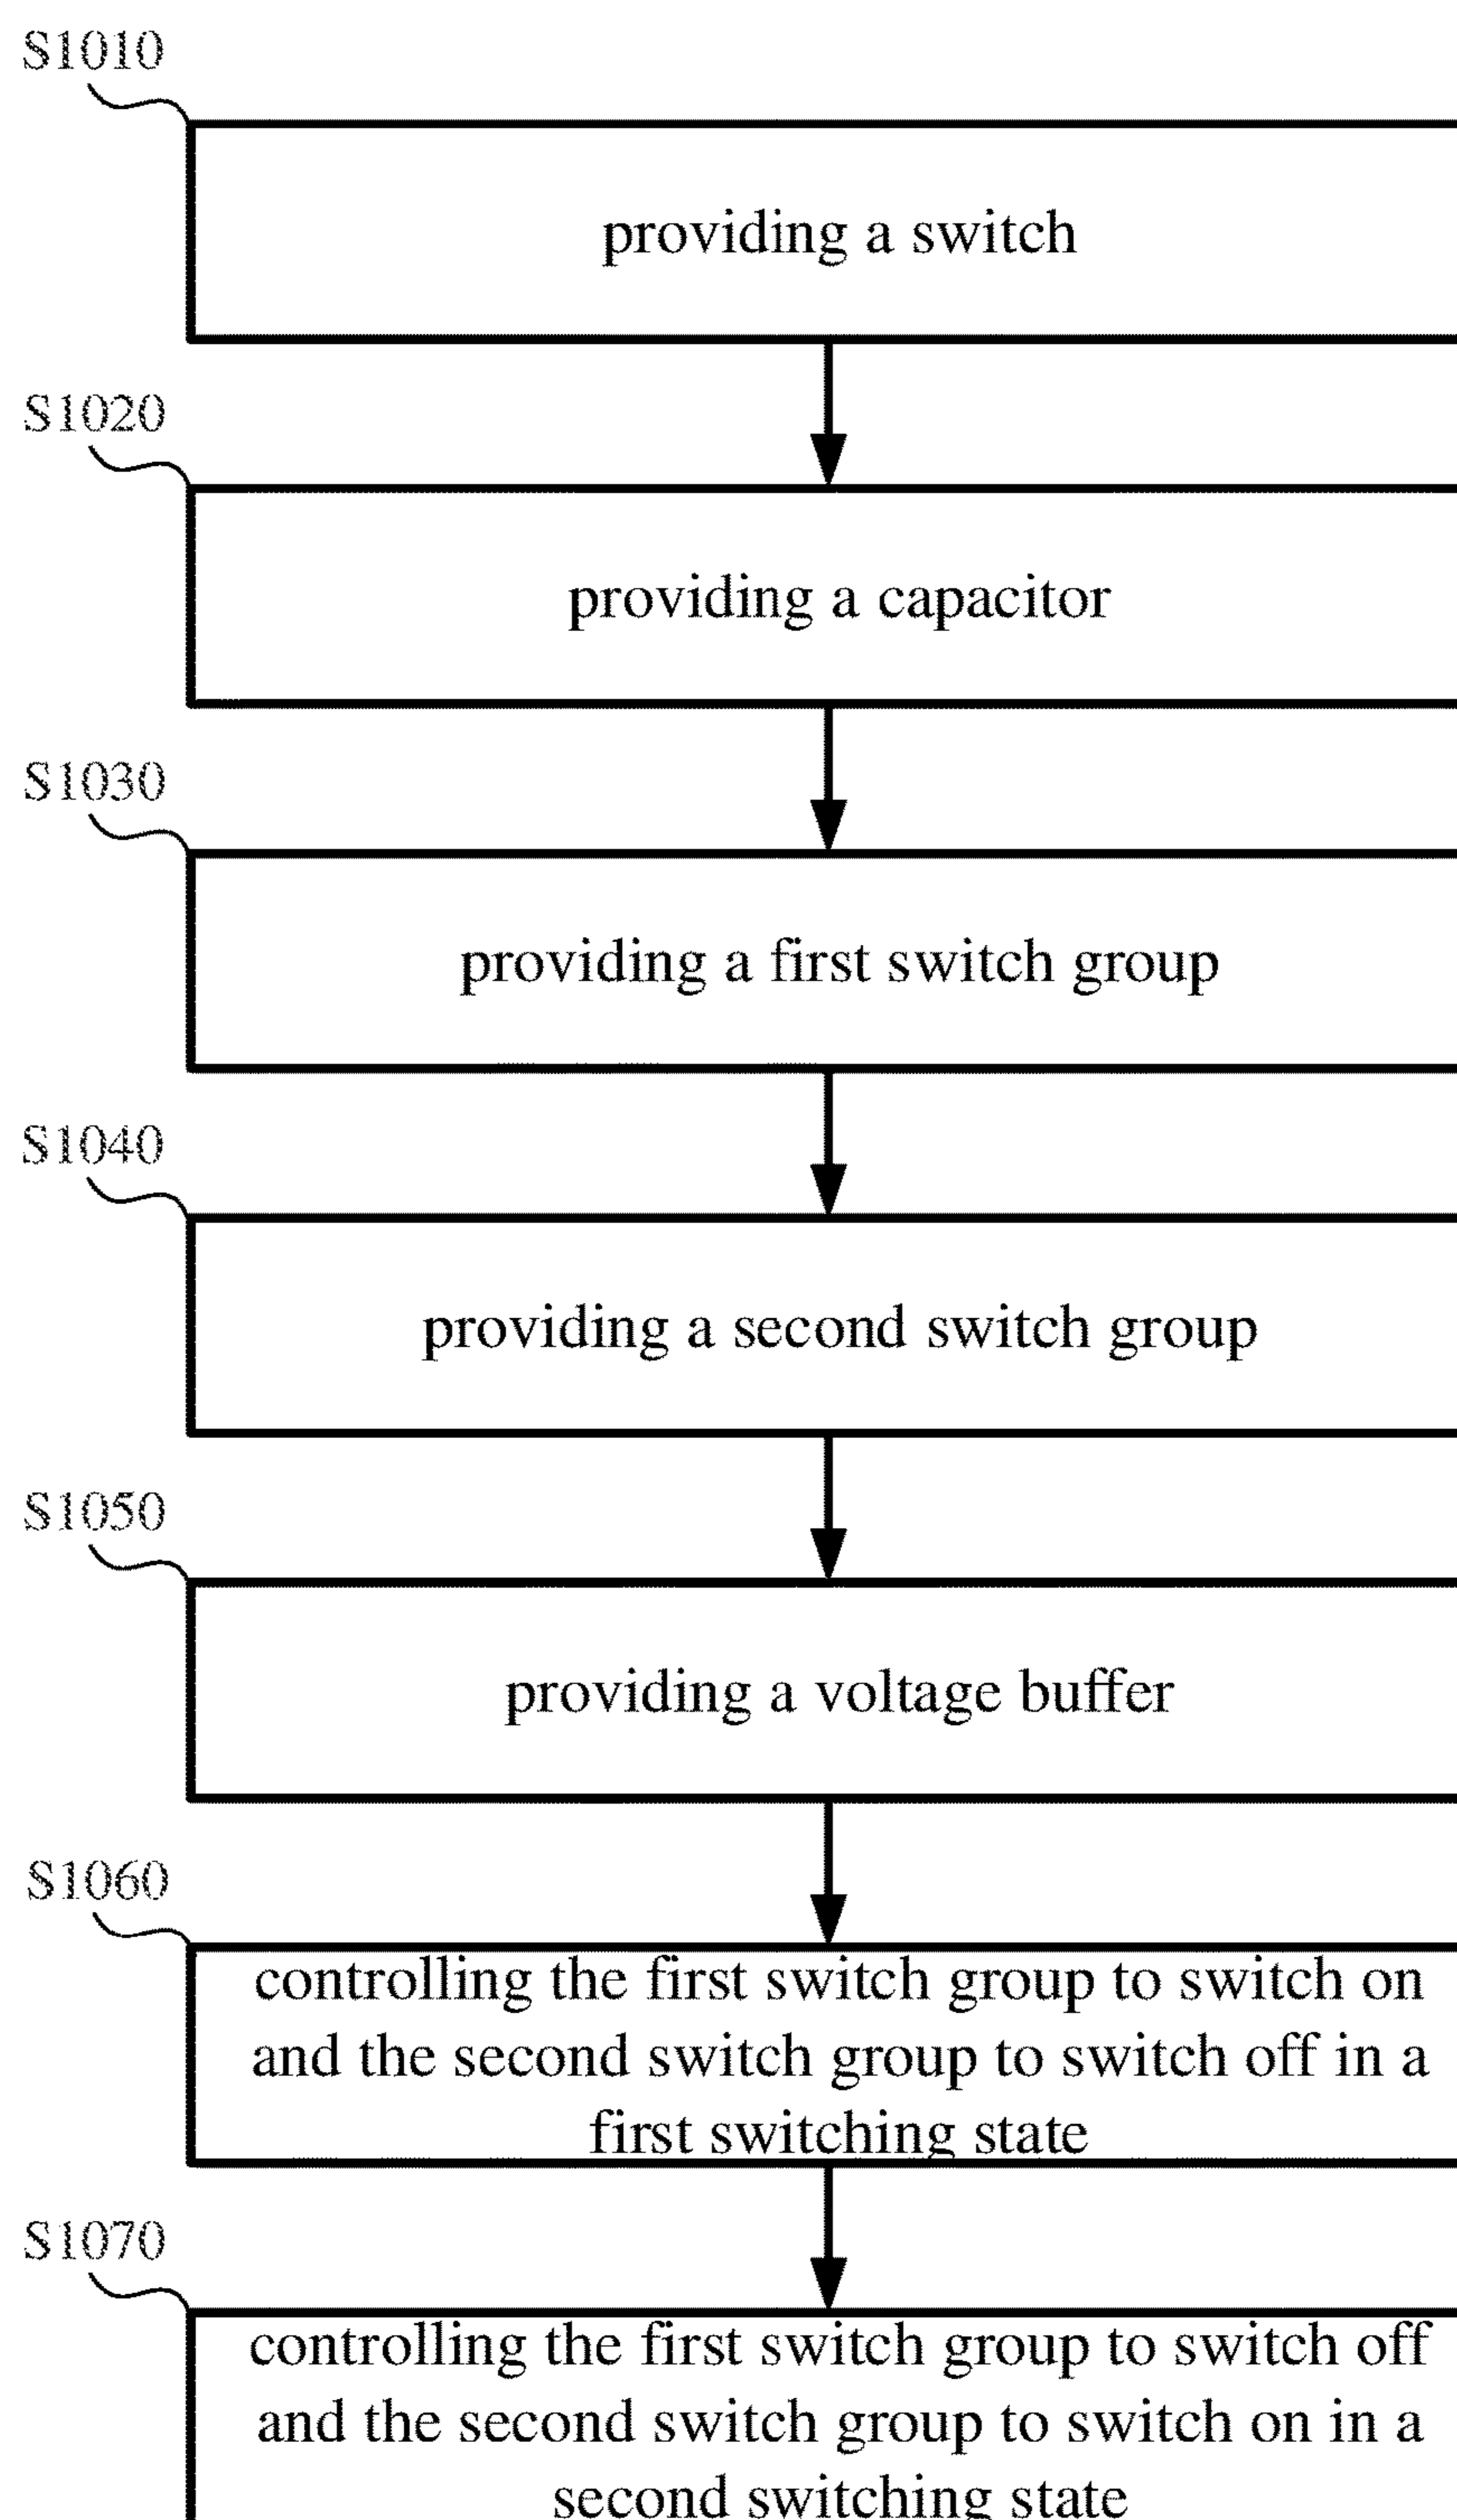 S1010
providing a switch
S1020
providing a capacitor
S1030
providing a first switch group
S1040
providing a second switch group
S1050
providing a voltage buffer
S1060
controlling the first switch group to switch on
and the second switch group to switch off in a
first switching state
S1070
controlling the first switch group to switch off
and the second switch group to switch on in a
second switching state